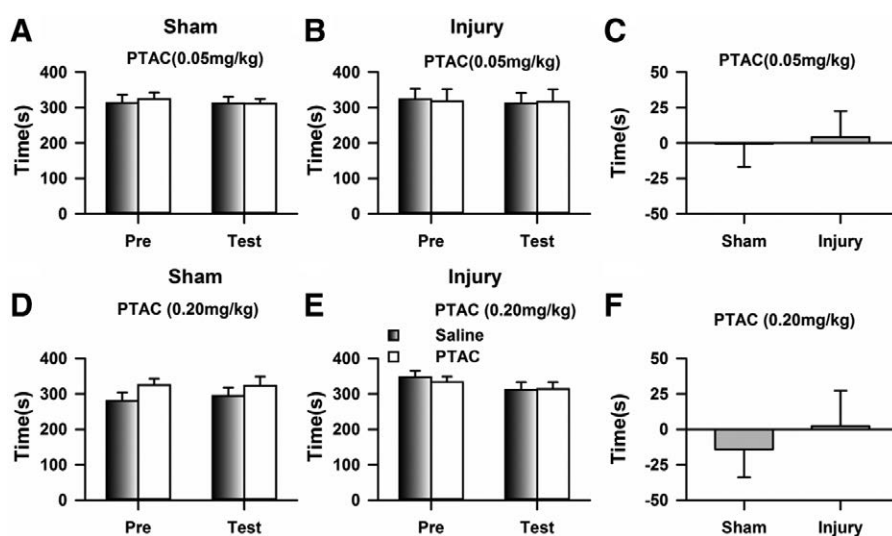 A
Sham
PTAC(0.05mg/kg)
Time(s)
400
300
200
100
0
Pre
Test
B
Injury
PTAC(0.05mg/kg)
Time(s)
400
300
200
100
0
Pre
Test
C
PTAC(0.05mg/kg)
Time(s)
50
25
0
-25
-50
Sham
Injury
D
Sham
PTAC (0.20mg/kg)
Time(s)
400
300
200
100
0
Pre
Test
E
Injury
PTAC (0.20mg/kg)
Saline
PTAC
Time(s)
400
300
200
100
0
Pre
Test
F
PTAC (0.20mg/kg)
Time(s)
50
25
0
-25
-50
Sham
Injury